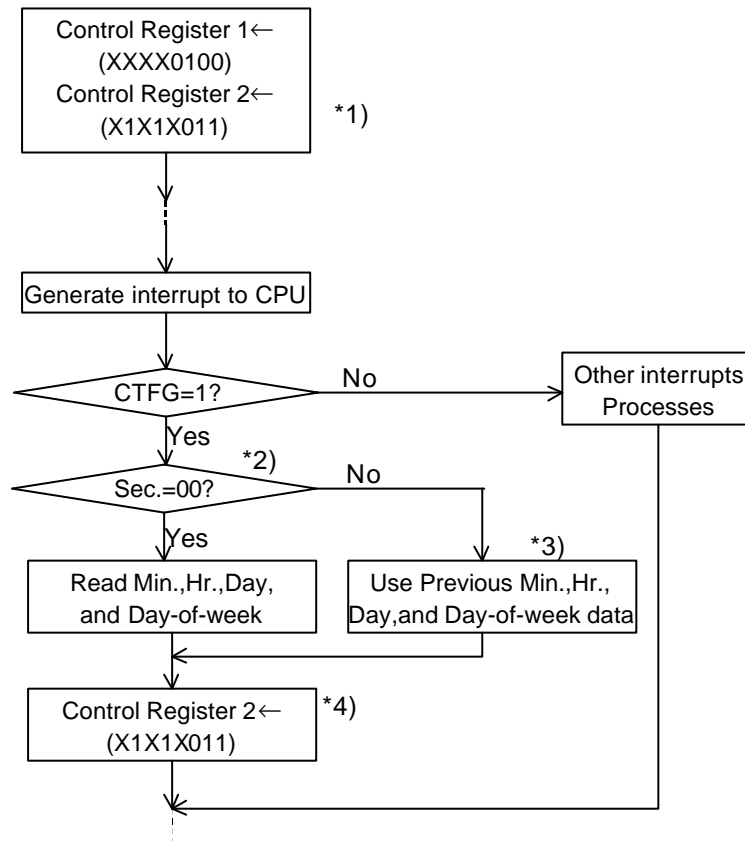 Control Register 1←
(XXXX0100)
Control Register 2←
(X1X1X011)
*1)
Generate interrupt to CPU
CTFG=1?
No
Other interrupts
Processes
Yes
*2)
Sec.=00?
No
Yes
*3)
Read Min.,Hr.,Day,
and Day-of-week
Use Previous Min.,Hr.,
Day,and Day-of-week data
Control Register 2←
(X1X1X011)
*4)